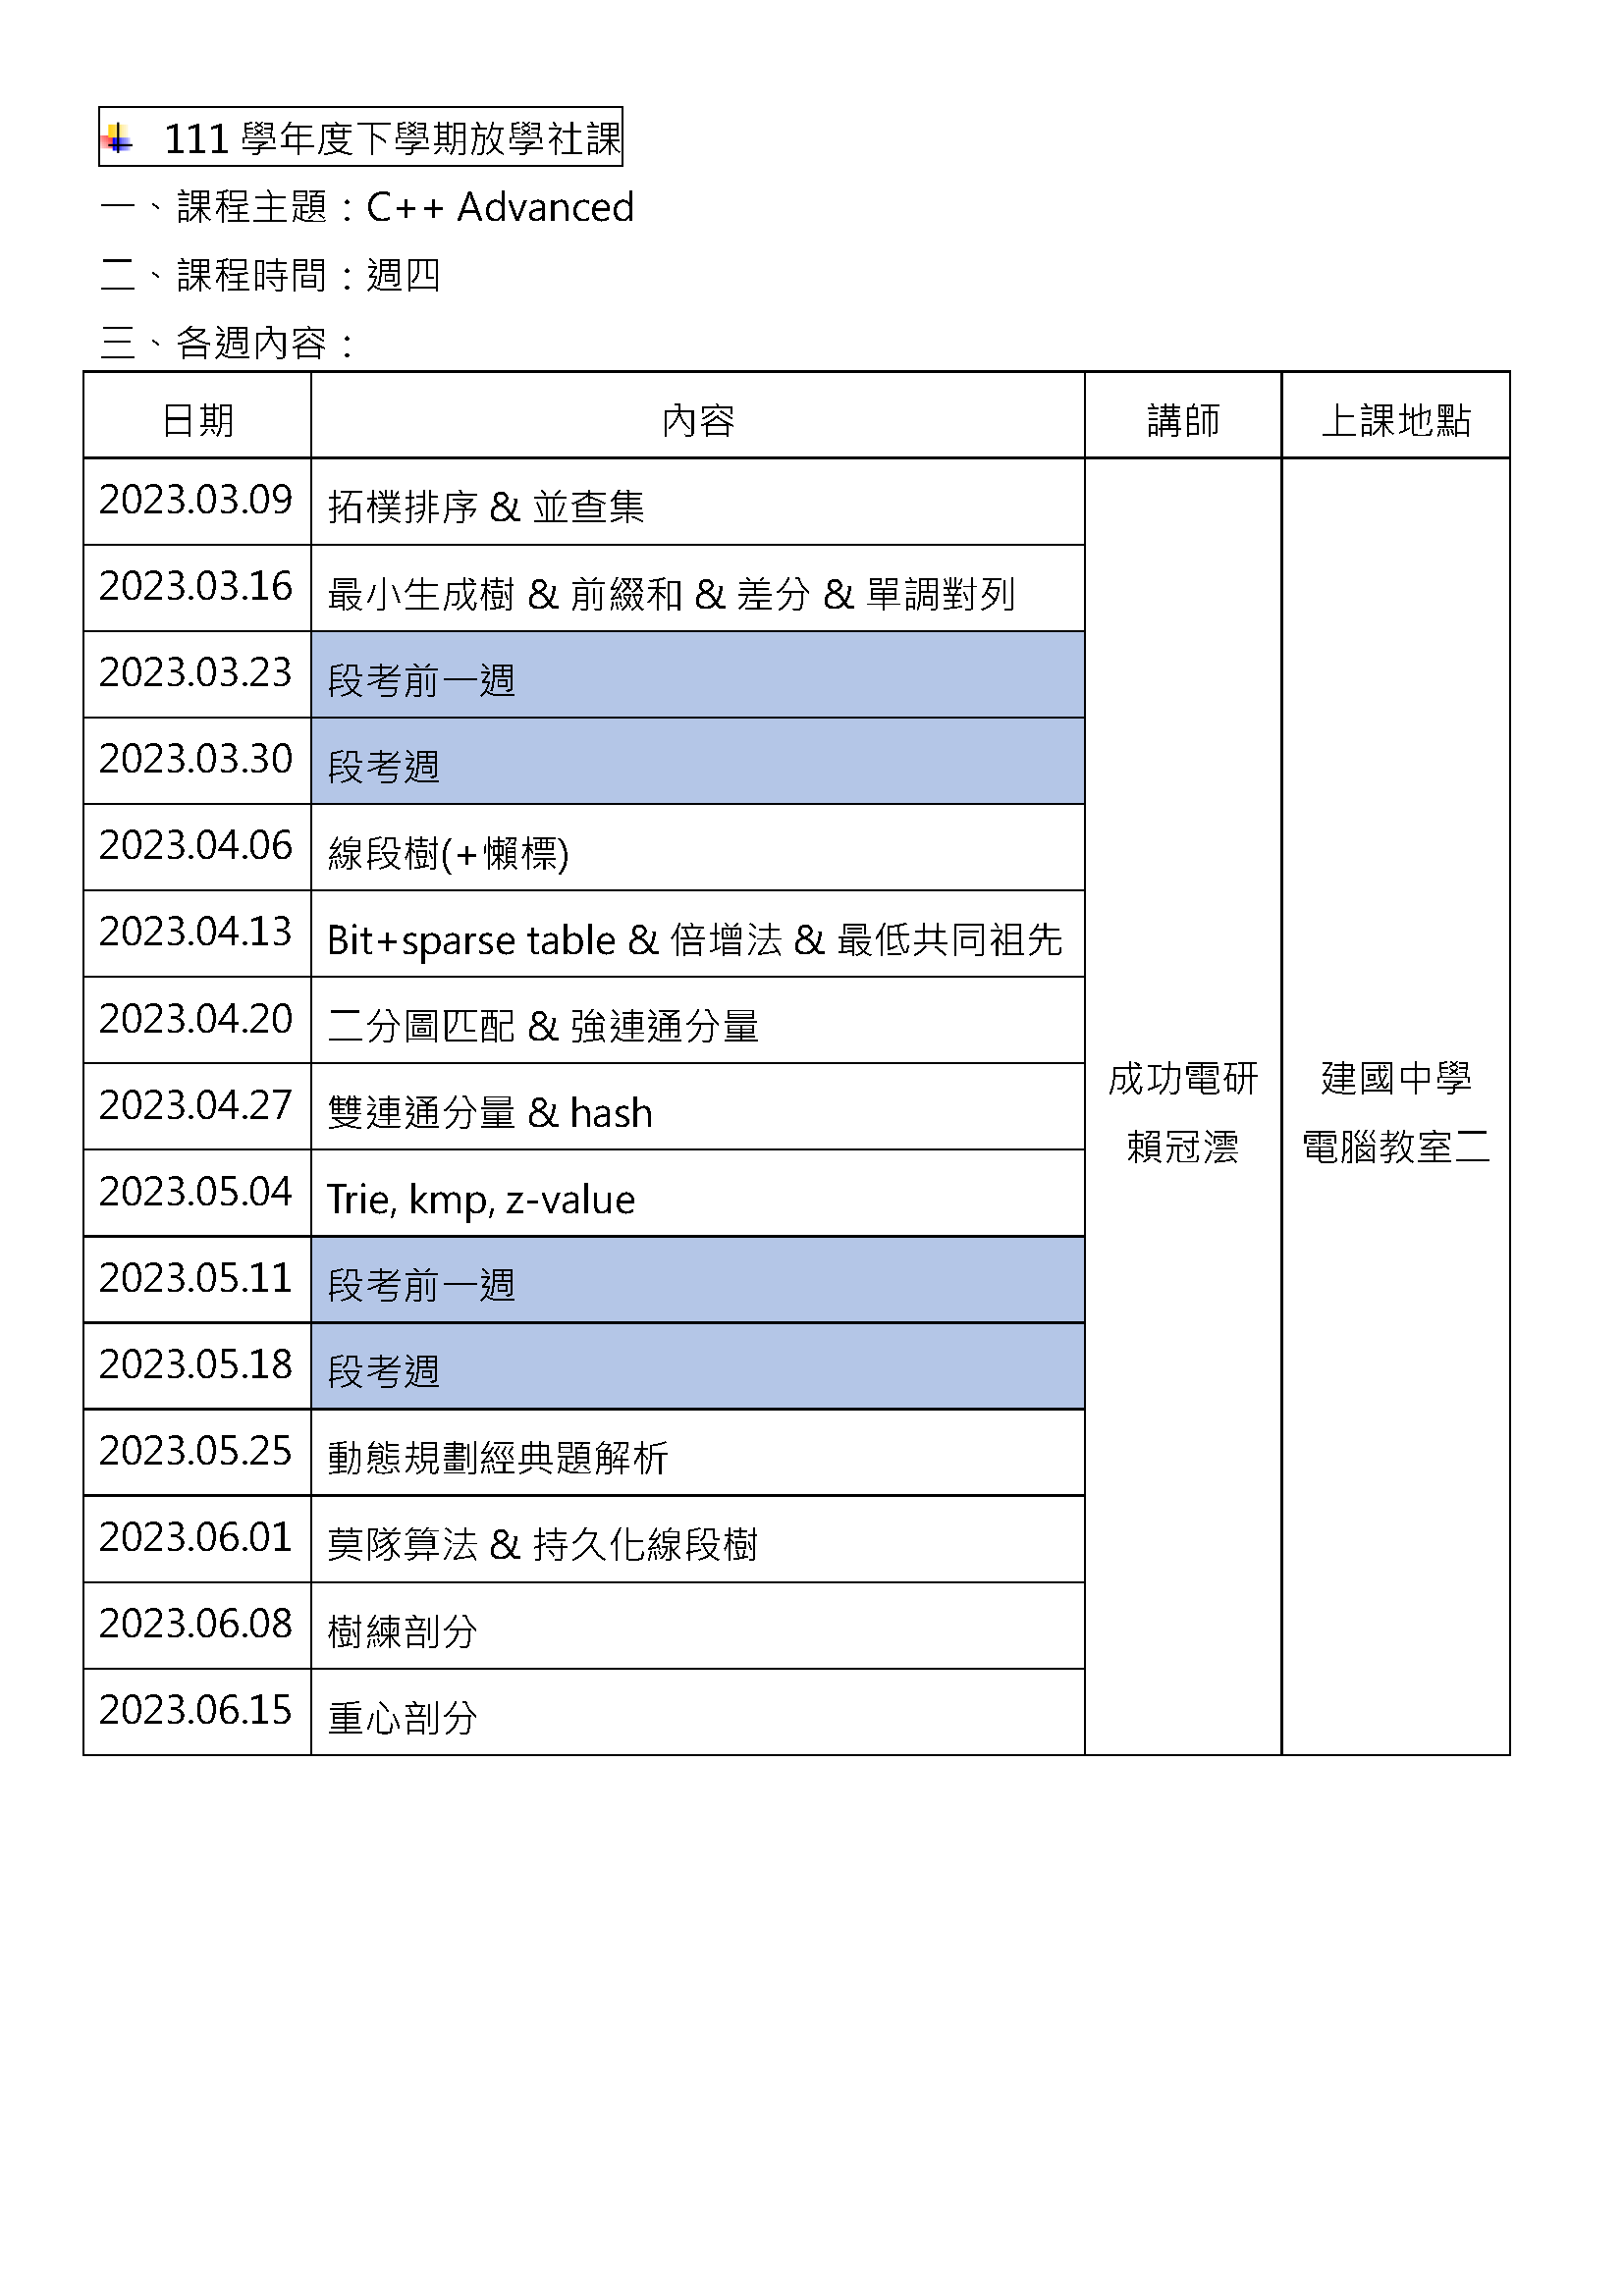 111 學年度下學期放學社課
一、課程主題：C++ Advanced
二、課程時間：週四
三、各週內容：
日期 內容 講師 上課地點
2023.03.09 拓樸排序 & 並查集
2023.03.16 最小生成樹 & 前綴和 & 差分 & 單調對列
2023.03.23 段考前一週
2023.03.30 段考週
2023.04.06 線段樹(+懶標)
2023.04.13 Bit+sparse table & 倍增法 & 最低共同祖先
2023.04.20 二分圖匹配 & 強連通分量
2023.04.27 雙連通分量 & hash
2023.05.04 Trie, kmp, z-value
2023.05.11 段考前一週
2023.05.18 段考週
2023.05.25 動態規劃經典題解析
2023.06.01 莫隊算法 & 持久化線段樹
2023.06.08 樹練剖分
2023.06.15 重心剖分
成功電研
賴冠澐
建國中學
電腦教室二